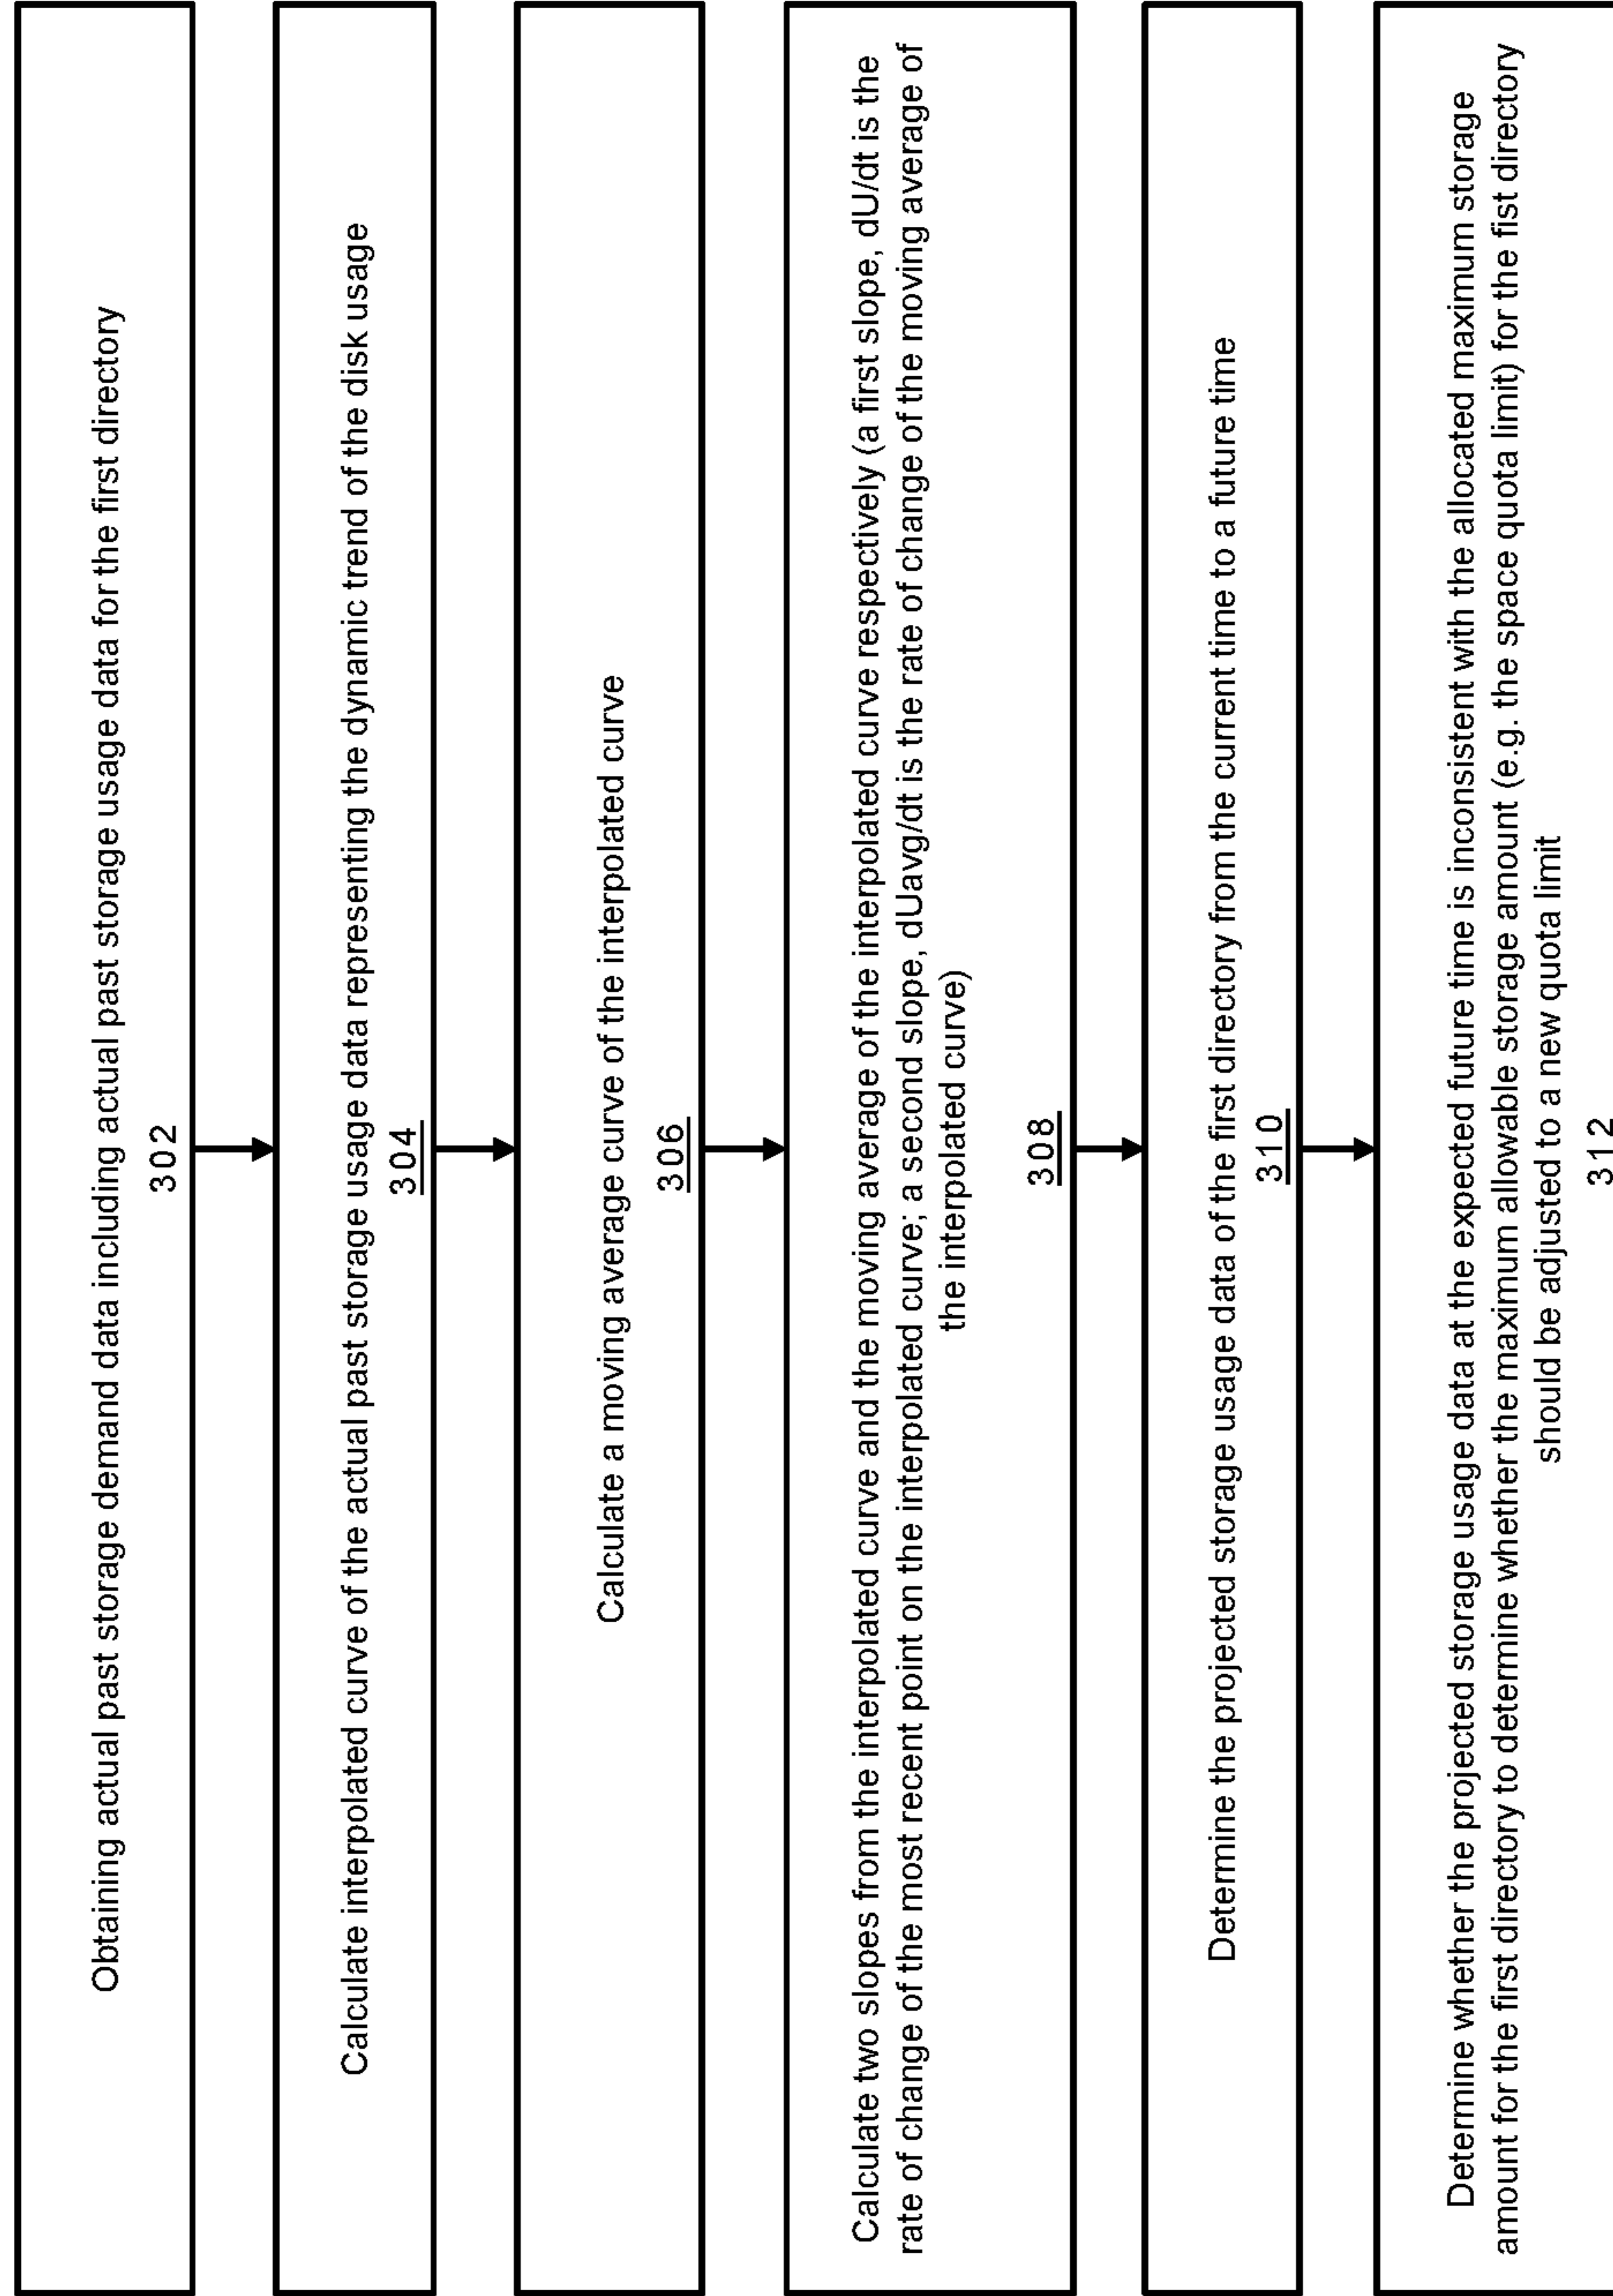 Obtaining actual past storage demand data including actual past storage usage data for the first directory
302
Calculate interpolated curve of the actual past storage usage data representing the dynamic trend of the disk usage
304
Calculate a moving average curve of the interpolated curve
306
Calculate two slopes from the interpolated curve and the moving average of the interpolated curve respectively (a first slope, dU/dt is the
rate of change of the most recent point on the interpolated curve; a second slope, dUavg/dt is the rate of change of the moving average of
the interpolated curve)
308
Determine the projected storage usage data of the first directory from the current time to a future time
310
Determine whether the projected storage usage data at the expected future time is inconsistent with the allocated maximum storage
amount for the first directory to determine whether the maximum allowable storage amount (e.g. the space quota limit) for the fist directory
should be adjusted to a new quota limit
312